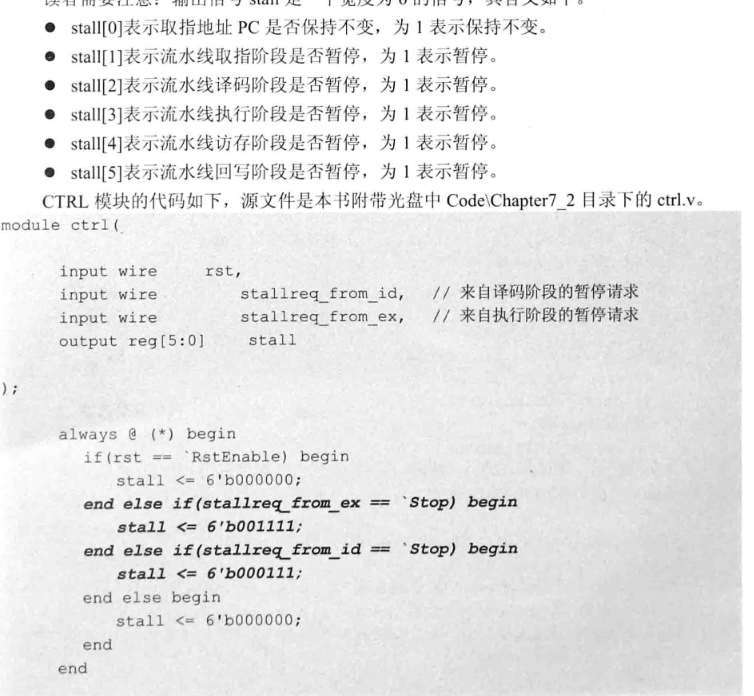 读者需要注意：输出信号 stall 是一个宽度为 6 的信号，其含义如下。
● stall[0]表示取指地址 PC 是否保持不变，为 1 表示保持不变。
● stall[1]表示流水线取指阶段是否暂停，为 1 表示暂停。
● stall[2]表示流水线译码阶段是否暂停，为 1 表示暂停。
● stall[3]表示流水线执行阶段是否暂停，为 1 表示暂停。
● stall[4]表示流水线访存阶段是否暂停，为 1 表示暂停。
● stall[5]表示流水线回写阶段是否暂停，为 1 表示暂停。
CTRL 模块的代码如下，源文件是本书附带光盘中 Code\Chapter7_2 目录下的 ctrl.v。
module ctrl(
input wire rst,
input wire stallreq_from_id, // 来自译码阶段的暂停请求
input wire stallreq_from_ex, // 来自执行阶段的暂停请求
output reg[5:0] stall
);
always @ (*) begin
if(rst == `RstEnable) begin
stall <= 6'b000000;
end else if(stallreq_from_ex == `Stop) begin
stall <= 6'b001111;
end else if(stallreq_from_id == `Stop) begin
stall <= 6'b000111;
end else begin
stall <= 6'b000000;
end
end